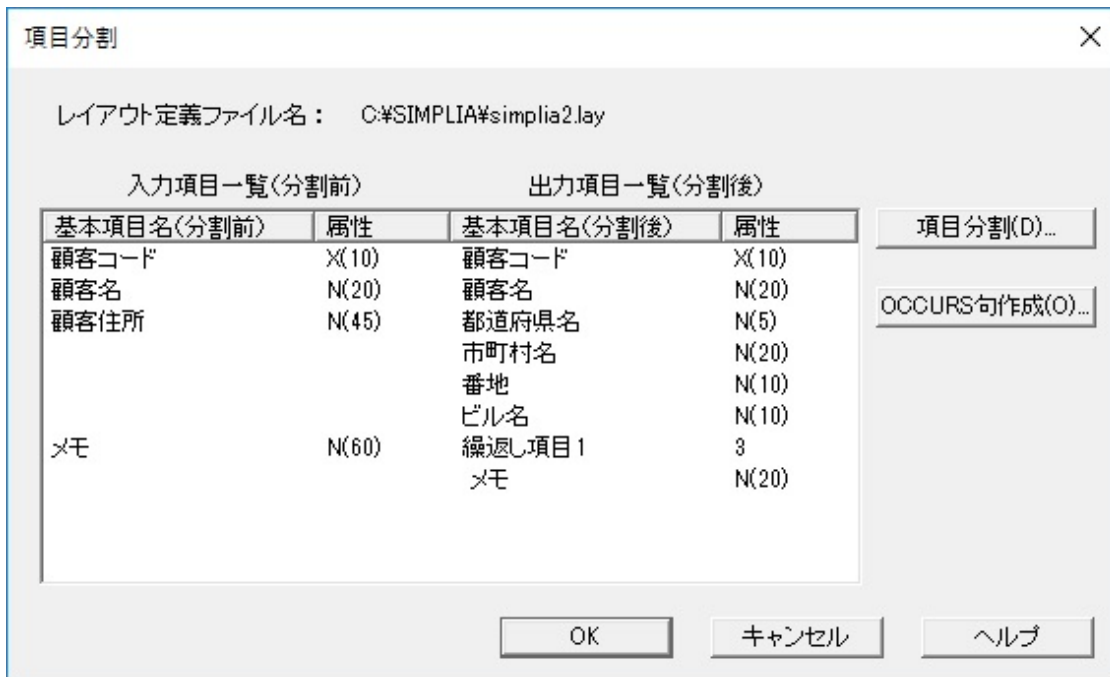 項目分割
レイアウト定義ファイル名： C:¥SIMPLIA¥simplia2.lay
入力項目一覧(分割前) 出力項目一覧(分割後)
基本項目名(分割前) 属性 基本項目名(分割後) 属性 項目分割(D)...
顧客コード X(10) 顧客コード X(10)
顧客名 N(20) 顧客名 N(20) OCCURS句作成(O)...
顧客住所 N(45) 都道府県名 N(5)
市町村名 N(20)
番地 N(10)
ビル名 N(10)
メモ N(60) 繰返し項目1 3
メモ N(20)
OK キャンセル ヘルプ